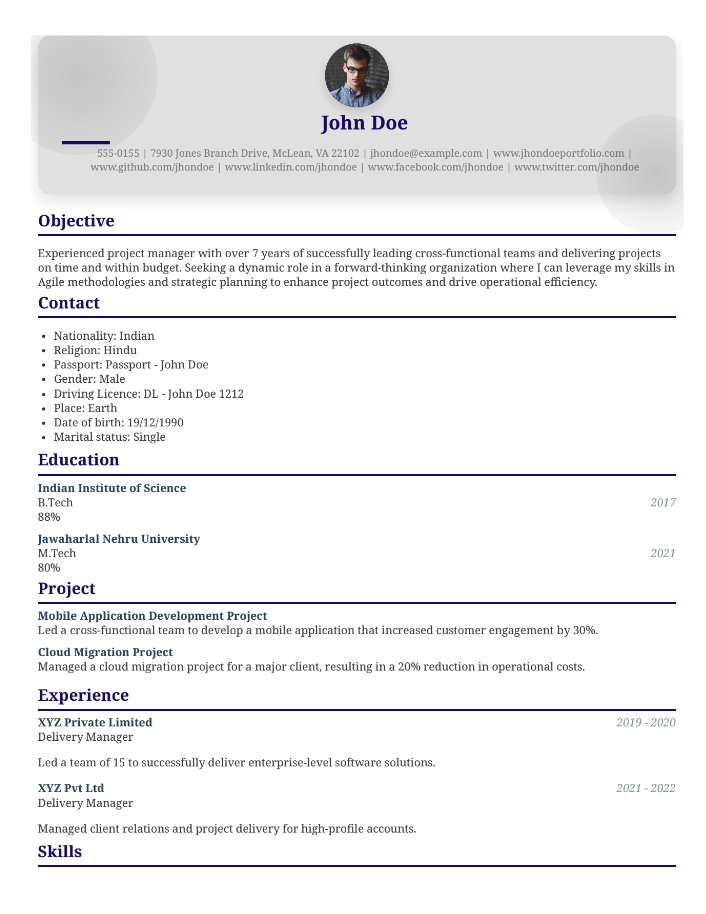 John Doe
555-0155 | 7930 Jones Branch Drive, McLean, VA 22102 | jhondoe@example.com | www.jhondoeportfolio.com |
www.github.com/jhondoe | www.linkedin.com/jhondoe | www.facebook.com/jhondoe | www.twitter.com/jhondoe
Objective
Experienced project manager with over 7 years of successfully leading cross-functional teams and delivering projects
on time and within budget. Seeking a dynamic role in a forward-thinking organization where I can leverage my skills in
Agile methodologies and strategic planning to enhance project outcomes and drive operational efficiency.
Contact
• Nationality: Indian
• Religion: Hindu
• Passport: Passport - John Doe
• Gender: Male
• Driving Licence: DL - John Doe 1212
• Place: Earth
• Date of birth: 19/12/1990
• Marital status: Single
Education
Indian Institute of Science
B.Tech 2017
88%
Jawaharlal Nehru University
M.Tech 2021
80%
Project
Mobile Application Development Project
Led a cross-functional team to develop a mobile application that increased customer engagement by 30%.
Cloud Migration Project
Managed a cloud migration project for a major client, resulting in a 20% reduction in operational costs.
Experience
XYZ Private Limited 2019 - 2020
Delivery Manager
Led a team of 15 to successfully deliver enterprise-level software solutions.
XYZ Pvt Ltd 2021 - 2022
Delivery Manager
Managed client relations and project delivery for high-profile accounts.
Skills